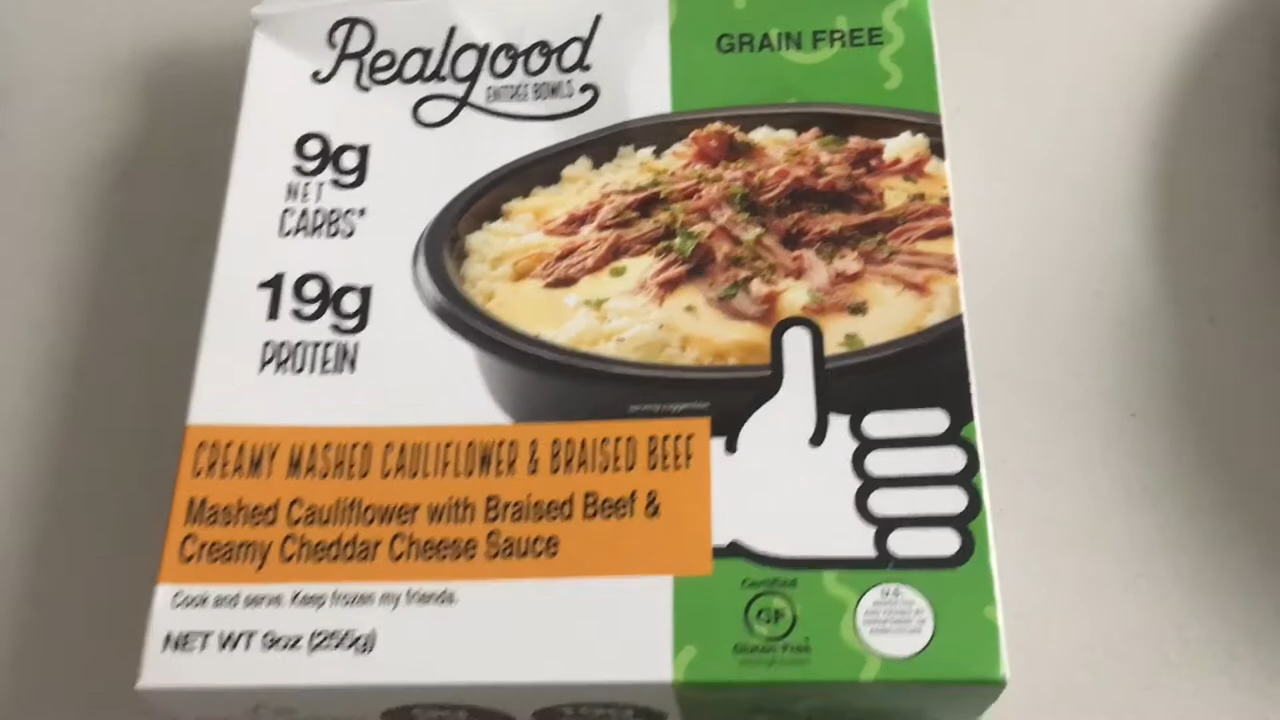 Realgood
ENTRÉE BOWLS
GRAIN FREE
9g
NET
CARBS*
19g
PROTEIN
CREAMY MASHED CAULIFLOWER & BRAISED BEEF
Mashed Cauliflower with Braised Beef &
Creamy Cheddar Cheese Sauce
Cook and serve. Keep frozen my friends.
NET WT 9oz (255g)
Certified
GF
Gluten Free
U.S.